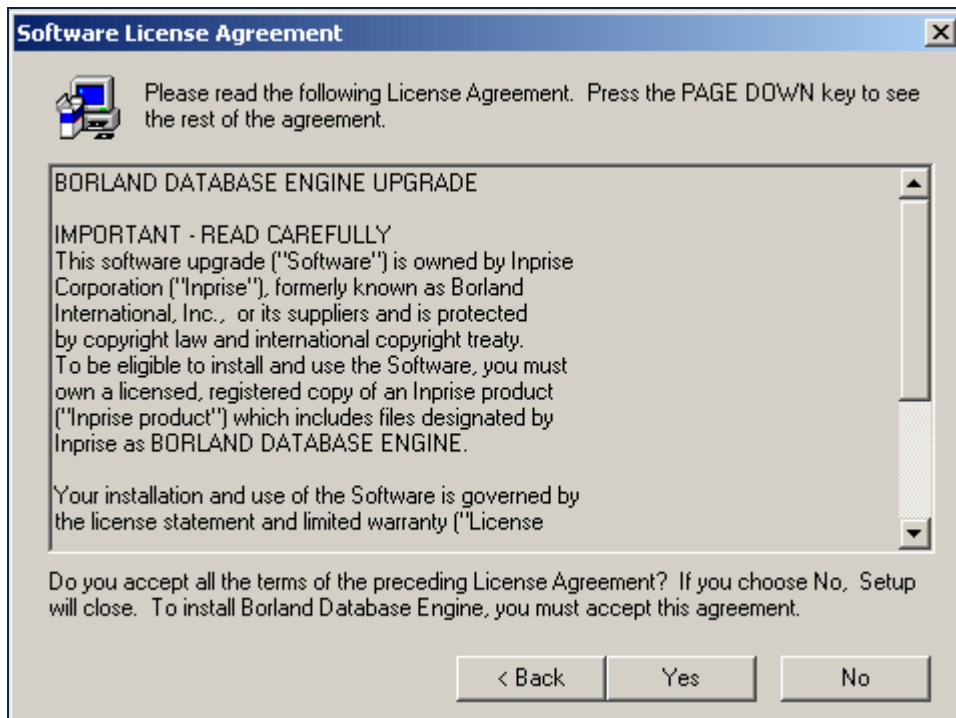 Software License Agreement
Please read the following License Agreement.  Press the PAGE DOWN key to see
the rest of the agreement.
BORLAND DATABASE ENGINE UPGRADE
IMPORTANT - READ CAREFULLY
This software upgrade ("Software") is owned by Inprise
Corporation ("Inprise"), formerly known as Borland
International, Inc.,  or its suppliers and is protected
by copyright law and international copyright treaty.
To be eligible to install and use the Software, you must
own a licensed, registered copy of an Inprise product
("Inprise product") which includes files designated by
Inprise as BORLAND DATABASE ENGINE.
Your installation and use of the Software is governed by
the license statement and limited warranty ("License
Do you accept all the terms of the preceding License Agreement?  If you choose No,  Setup
will close.  To install Borland Database Engine, you must accept this agreement.
< Back
Yes
No